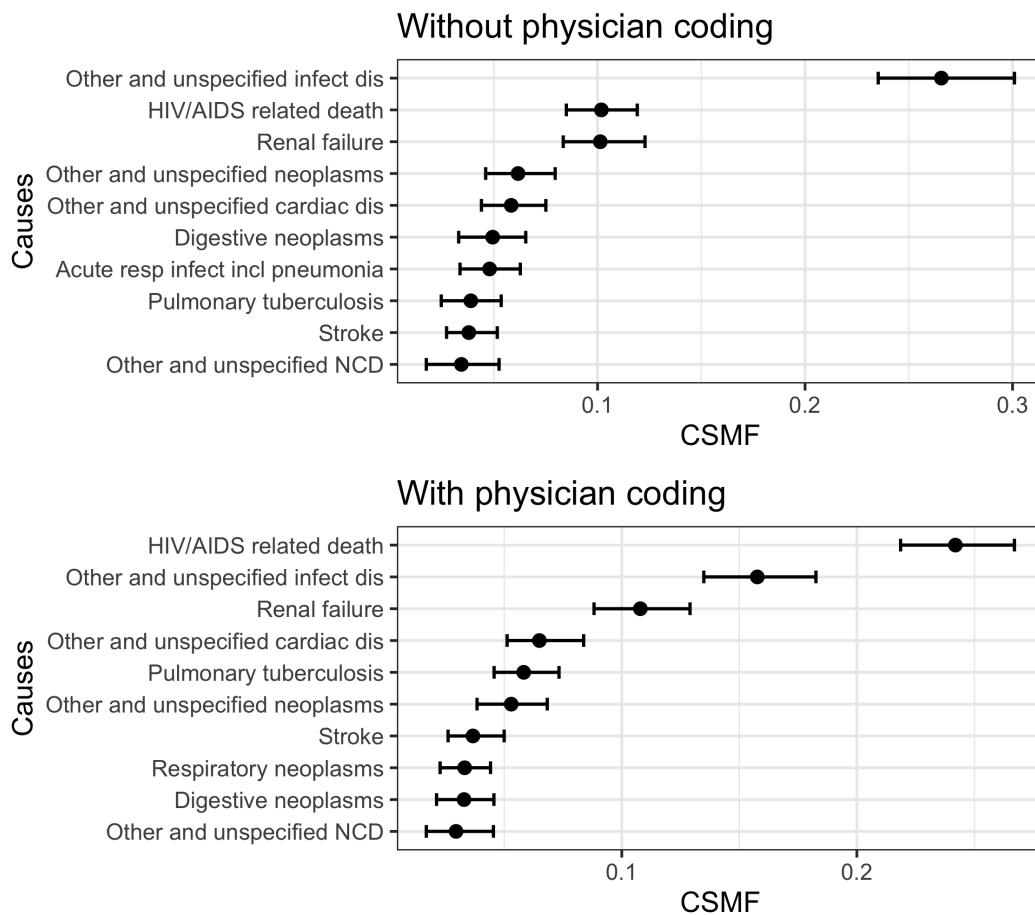 Without physician coding
Causes
Other and unspecified infect dis
HIV/AIDS related death
Renal failure
Other and unspecified neoplasms
Other and unspecified cardiac dis
Digestive neoplasms
Acute resp infect incl pneumonia
Pulmonary tuberculosis
Stroke
Other and unspecified NCD
0.1 0.2 0.3
CSMF
With physician coding
Causes
HIV/AIDS related death
Other and unspecified infect dis
Renal failure
Other and unspecified cardiac dis
Pulmonary tuberculosis
Other and unspecified neoplasms
Stroke
Respiratory neoplasms
Digestive neoplasms
Other and unspecified NCD
0.1 0.2
CSMF